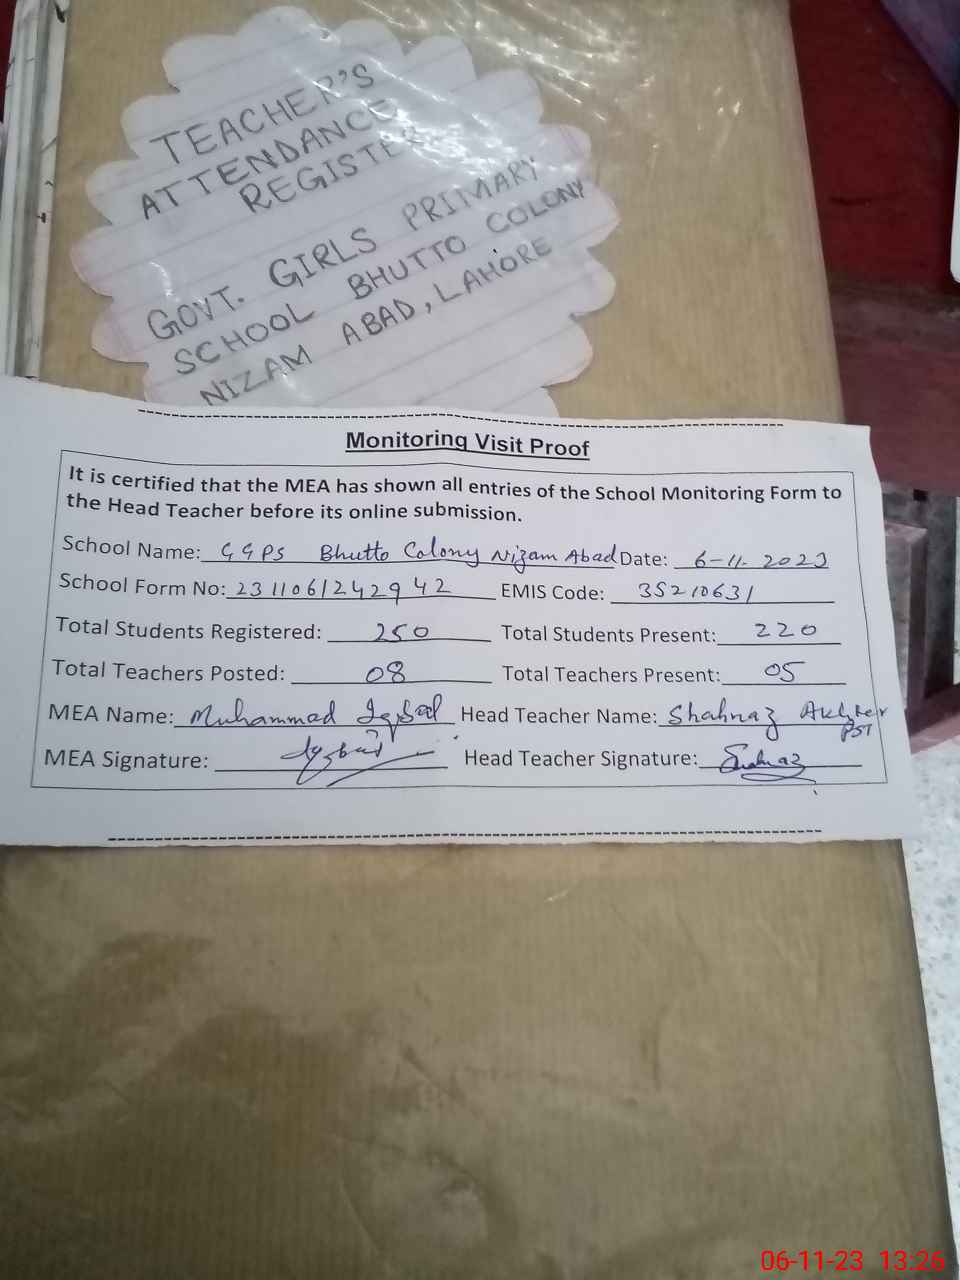 TEACHER'S
ATTENDANCE
REGISTER
GOVT. GIRLS PRIMARY
SCHOOL BHUTTO COLONY
NIZAM ABAD, LAHORE
Monitoring Visit Proof
It is certified that the MEA has shown all entries of the School Monitoring Form to
the Head Teacher before its online submission.
School Name: GGPS Bhutto Colony Nizam Abad Date: 6-11-2023
School Form No: 2311061242942 EMIS Code: 35210631
Total Students Registered: 250 Total Students Present: 220
Total Teachers Posted: 08 Total Teachers Present: 05
MEA Name: Muhammad Iqbal Head Teacher Name: Shahnaz Akhter
PST
MEA Signature: Iqbal Head Teacher Signature: Shahnaz
06-11-23 13:26